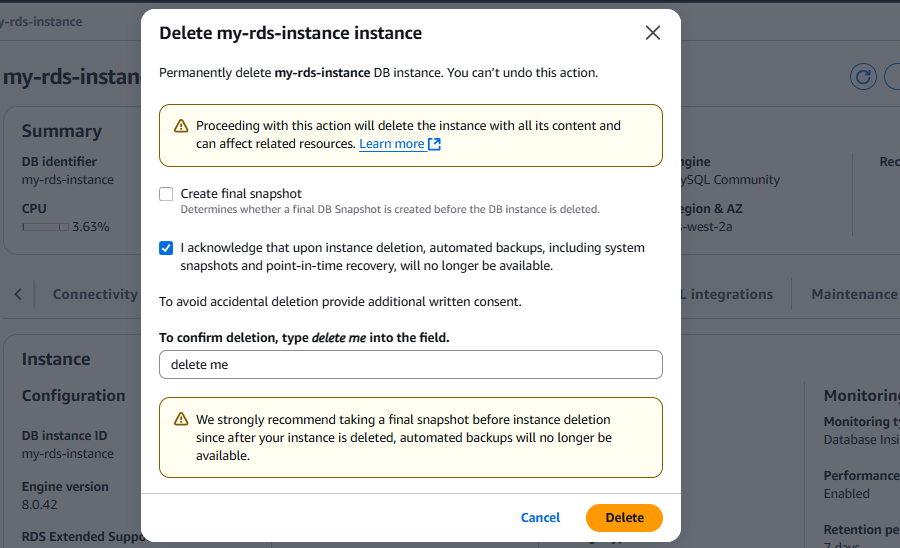 y-rds-instance
Delete my-rds-instance instance
Permanently delete my-rds-instance DB instance. You can't undo this action.
my-rds-instan
Proceeding with this action will delete the instance with all its content and
can affect related resources. Learn more
Summary
DB identifier
my-rds-instance
CPU
3.63%
ngine
ySQL Community
egion & AZ
-west-2a
Rec
Create final snapshot
Determines whether a final DB Snapshot is created before the DB instance is deleted.
I acknowledge that upon instance deletion, automated backups, including system
snapshots and point-in-time recovery, will no longer be available.
To avoid accidental deletion provide additional written consent.
Connectivity
L integrations
Maintenance
To confirm deletion, type delete me into the field.
delete me
We strongly recommend taking a final snapshot before instance deletion
since after your instance is deleted, automated backups will no longer be
available.
Cancel
Delete
Instance
Configuration
DB instance ID
my-rds-instance
Engine version
8.0.42
RDS Extended Suppo
Monitoring
Monitoring ty
Database Insi
Performance
Enabled
Retention pe
7 days